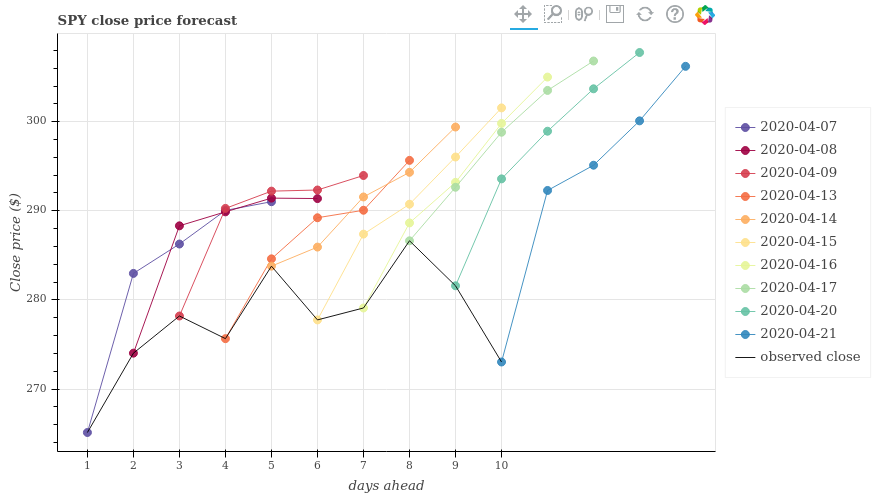 SPY close price forecast
300
290
280
270
Close price ($)
1 2 3 4 5 6 7 8 9 10
days ahead
2020-04-07
2020-04-08
2020-04-09
2020-04-13
2020-04-14
2020-04-15
2020-04-16
2020-04-17
2020-04-20
2020-04-21
observed close